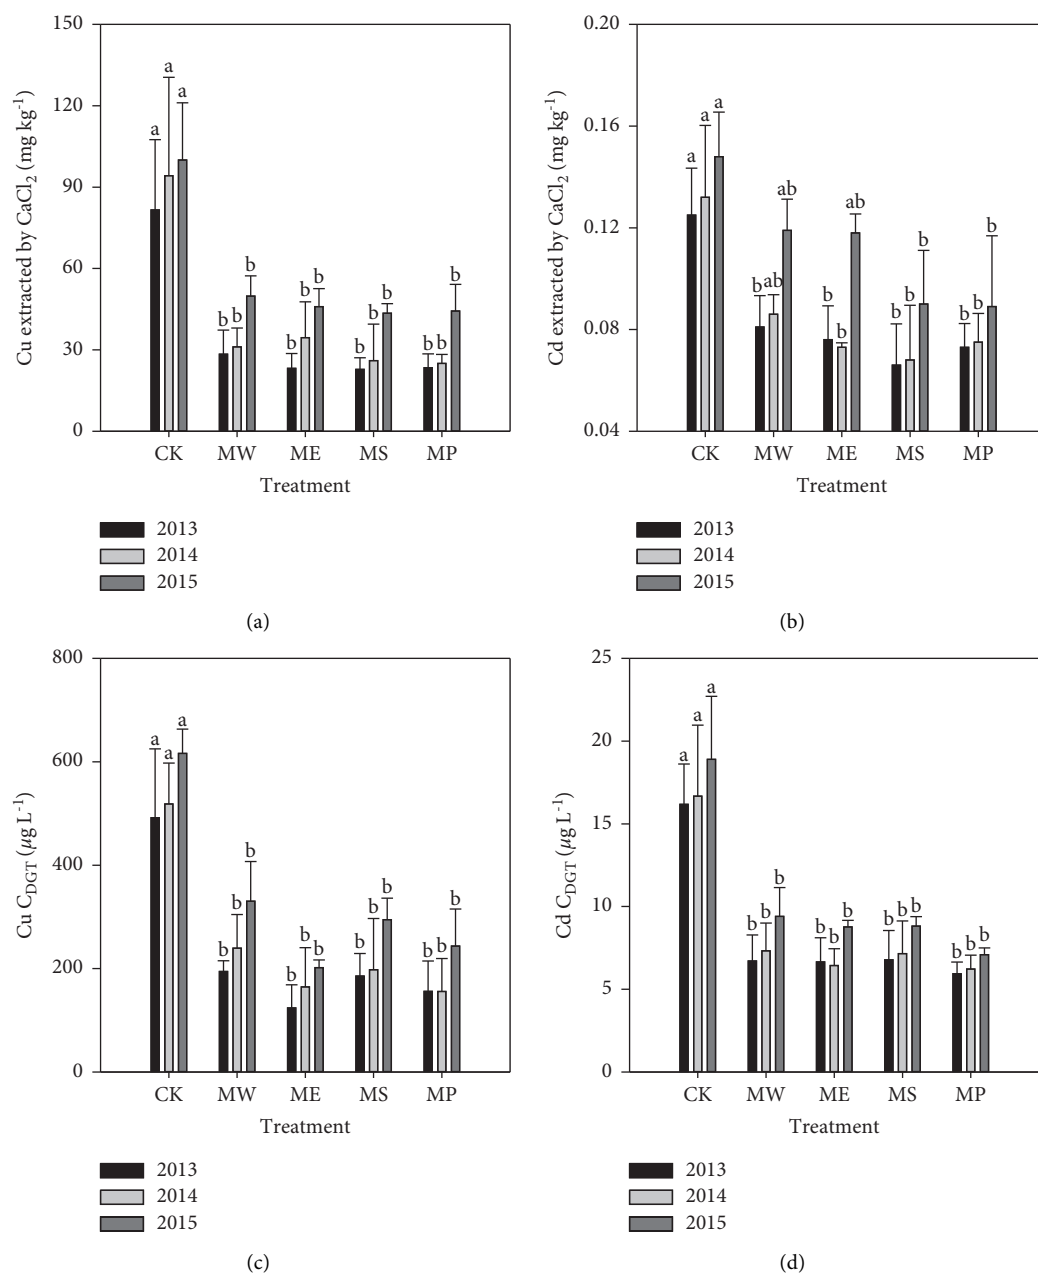 150
120
90
60
30
0
Cu extracted by CaCl2 (mg kg-1)
a
a
a
b b b
b b b
b b b
b b b
CK MW ME MS MP
Treatment
2013
2014
2015
(a)
0.20
0.16
0.12
0.08
0.04
Cd extracted by CaCl2 (mg kg-1)
a
a
a
b ab ab
b b ab
b b b
b b b
CK MW ME MS MP
Treatment
2013
2014
2015
(b)
800
600
400
200
0
Cu CDGT (μg L-1)
a a a
b b b
b b b
b b b
b b b
CK MW ME MS MP
Treatment
2013
2014
2015
(c)
25
20
15
10
5
0
Cd CDGT (μg L-1)
a
a
a
b b b
b b b
b b b
b b b
CK MW ME MS MP
Treatment
2013
2014
2015
(d)